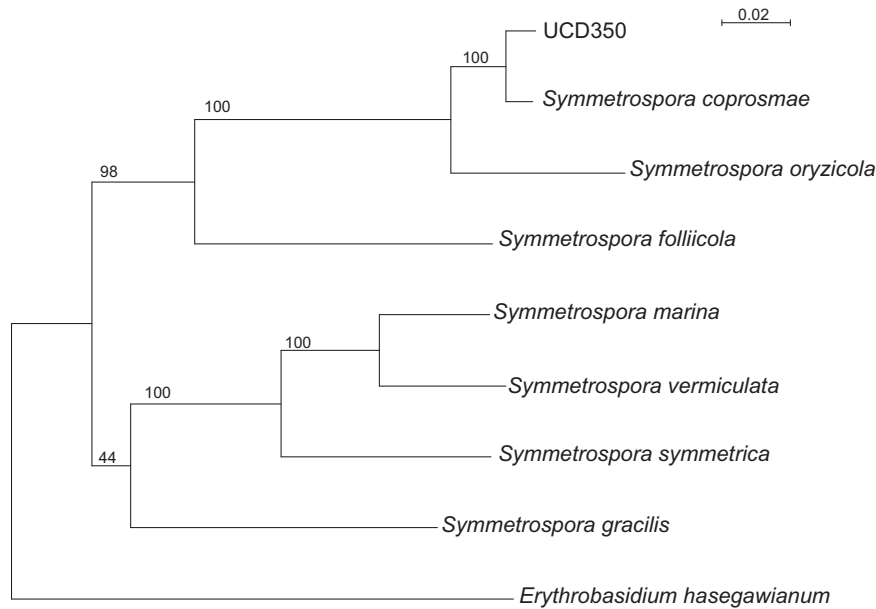 0.02
UCD350
100
Symmetrospora coprosmae
100
Symmetrospora oryzicola
98
Symmetrospora foliicola
Symmetrospora marina
100
Symmetrospora vermiculata
100
Symmetrospora symmetrica
44
Symmetrospora gracilis
Erythrobasidium hasegawianum